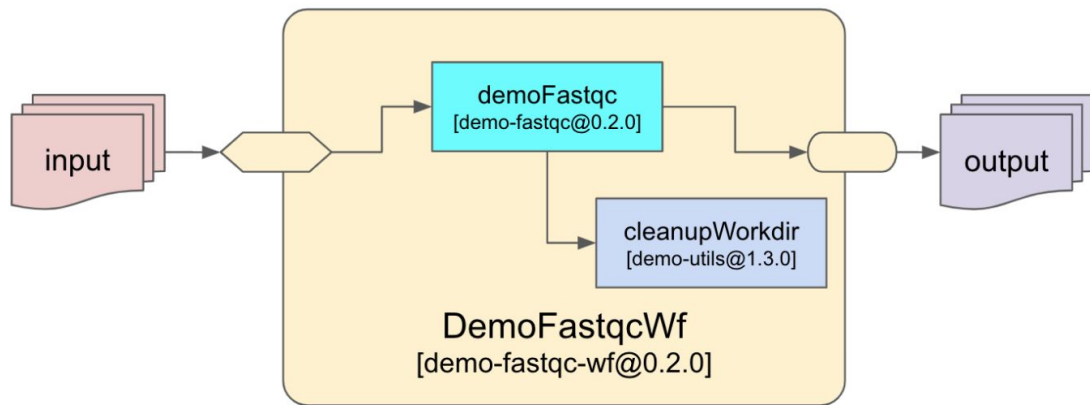 demoFastqc
[demo-fastqc@0.2.0]
input
output
cleanupWorkdir
[demo-utils@1.3.0]
DemoFastqcWf
[demo-fastqc-wf@0.2.0]